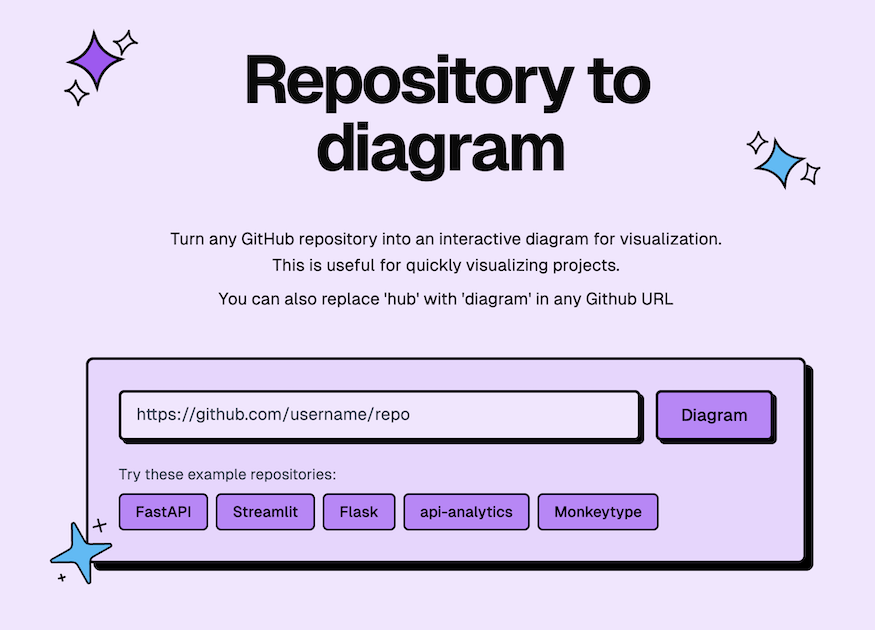 Repository to
diagram
Turn any GitHub repository into an interactive diagram for visualization.
This is useful for quickly visualizing projects.
You can also replace 'hub' with 'diagram' in any Github URL
https://github.com/username/repo
Diagram
Try these example repositories:
FastAPI Streamlit Flask api-analytics Monkeytype